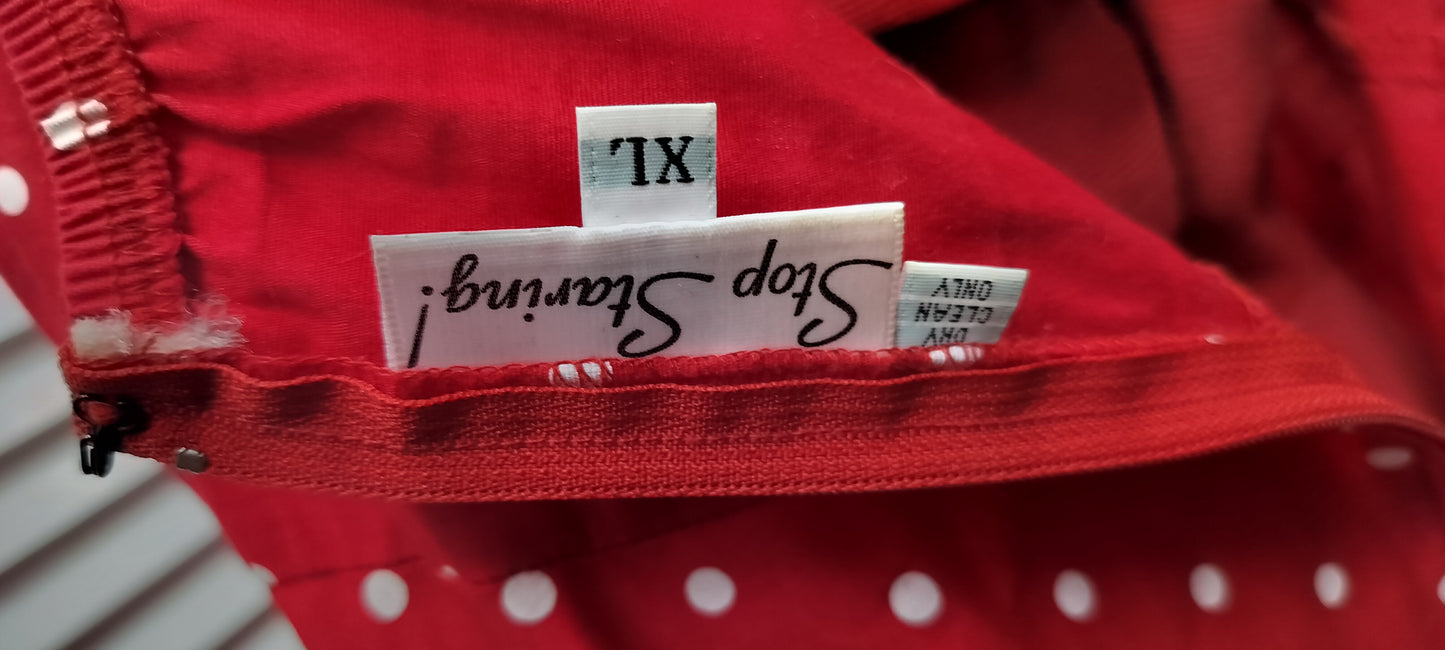 XL
Stop Staring!
DRY
CLEAN
ONLY